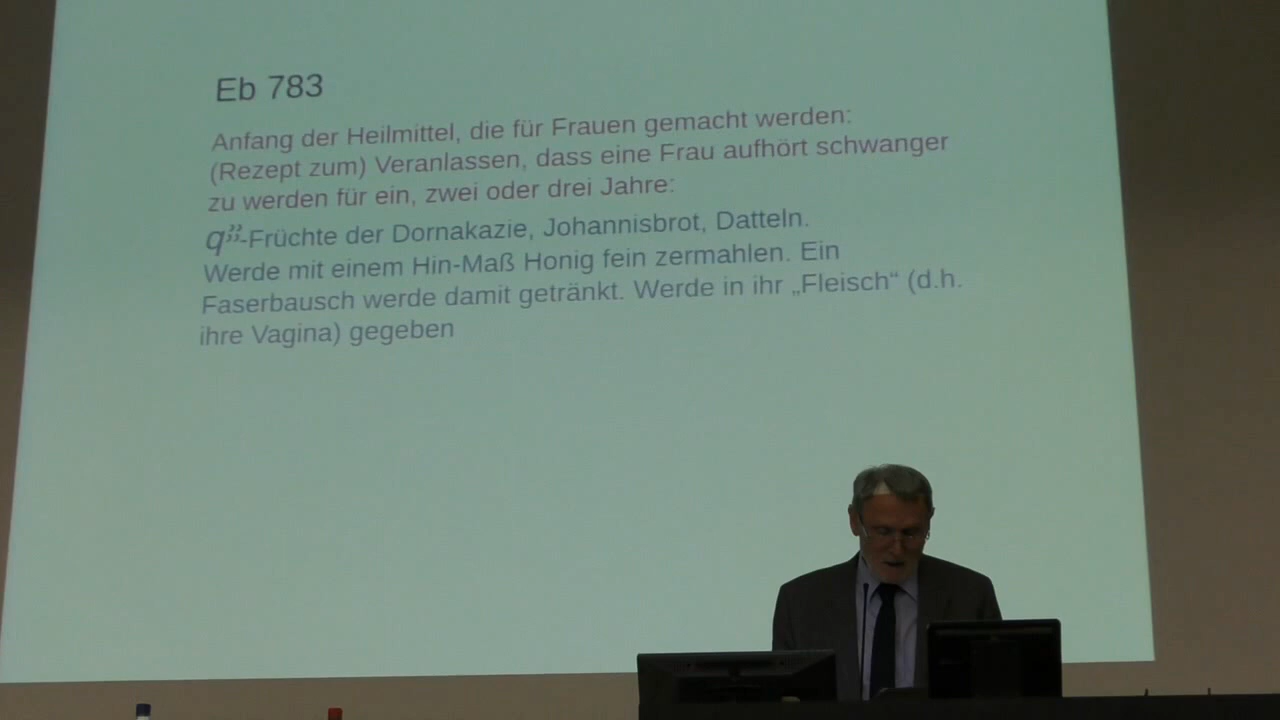 Eb 783
Anfang der Heilmittel, die für Frauen gemacht werden:
(Rezept zum) Veranlassen, dass eine Frau aufhört schwanger
zu werden für ein, zwei oder drei Jahre:
qꜣꜣ-Früchte der Dornakazie, Johannisbrot, Datteln.
Werde mit einem Hin-Maß Honig fein zermahlen. Ein
Faserbausch werde damit getränkt. Werde in ihr „Fleisch“ (d.h.
ihre Vagina) gegeben